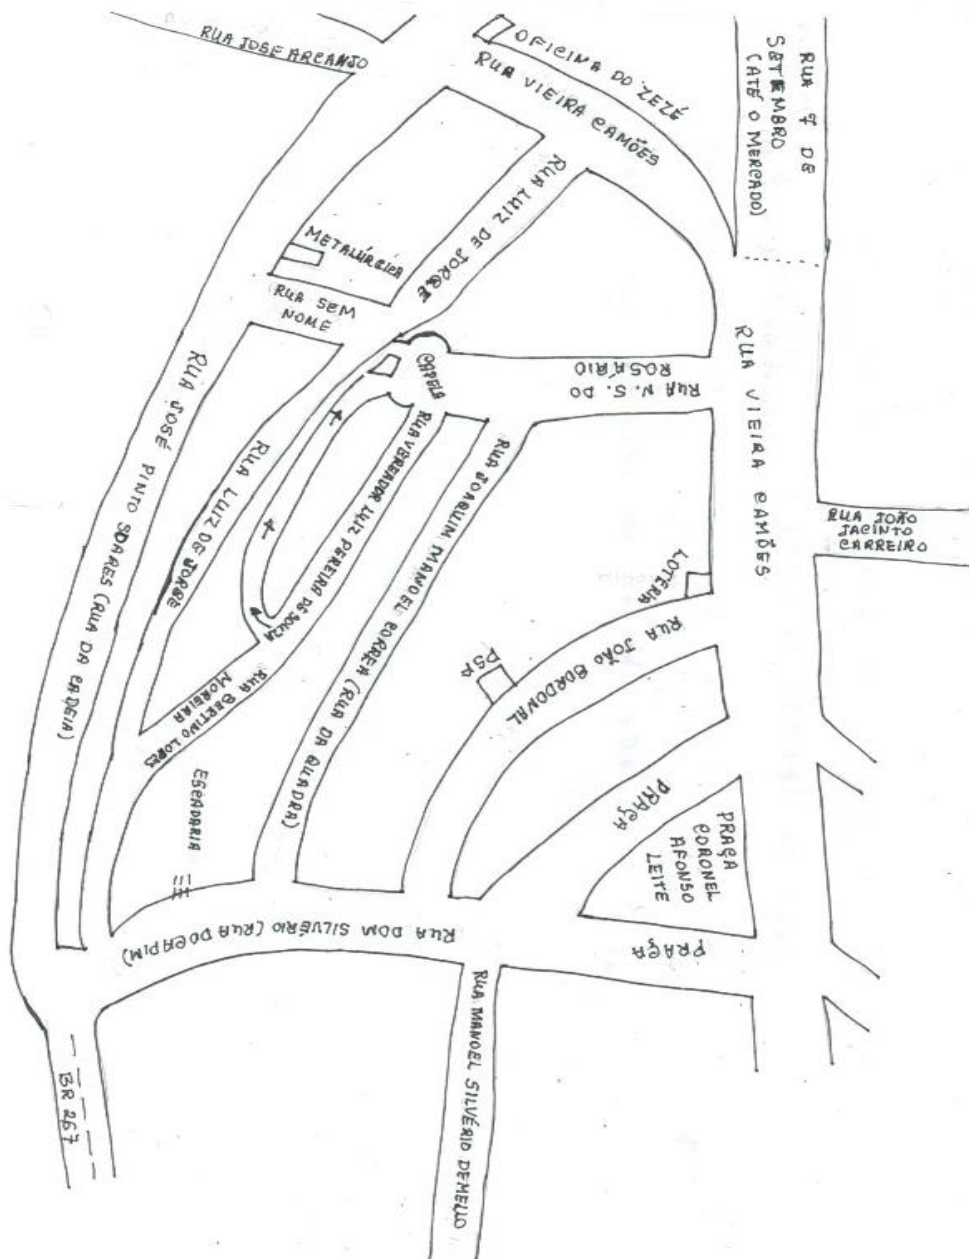 RUA JOSE ARCANJO
OFICINA DO ZEZÉ
RUA VIEIRA CAMÕES
RUA 7 DE
SETEMBRO
(ATÉ O MERCADO)
RUA LUIZ DE JORGE
METALÚRGICA
RUA SEM
NOME
CAPELA
RUA N. S. DO
ROSÁRIO
RUA VIEIRA CAMÕES
RUA JOSÉ PINTO SOARES (RUA DA CADEIA)
RUA LUIZ DE JORGE
RUA VEREADOR LUIZ PEREIRA DE SOUZA
RUA JOAQUIM MANOEL CORRÊA (RUA DA QUADRA)
RUA JOÃO
JACINTO
CARREIRO
LOTERIA
RUA JOÃO BORDONAL
PSA
RUA BERTINO LOPES
MOREIRA
ESCADARIA
PRAÇA
PRAÇA
CORONEL
AFONSO
LEITE
RUA DOM SILVÉRIO (RUA DO CAPIM)
PRAÇA
RUA MANOEL SILVÉRIO DE MELLO
BR 267